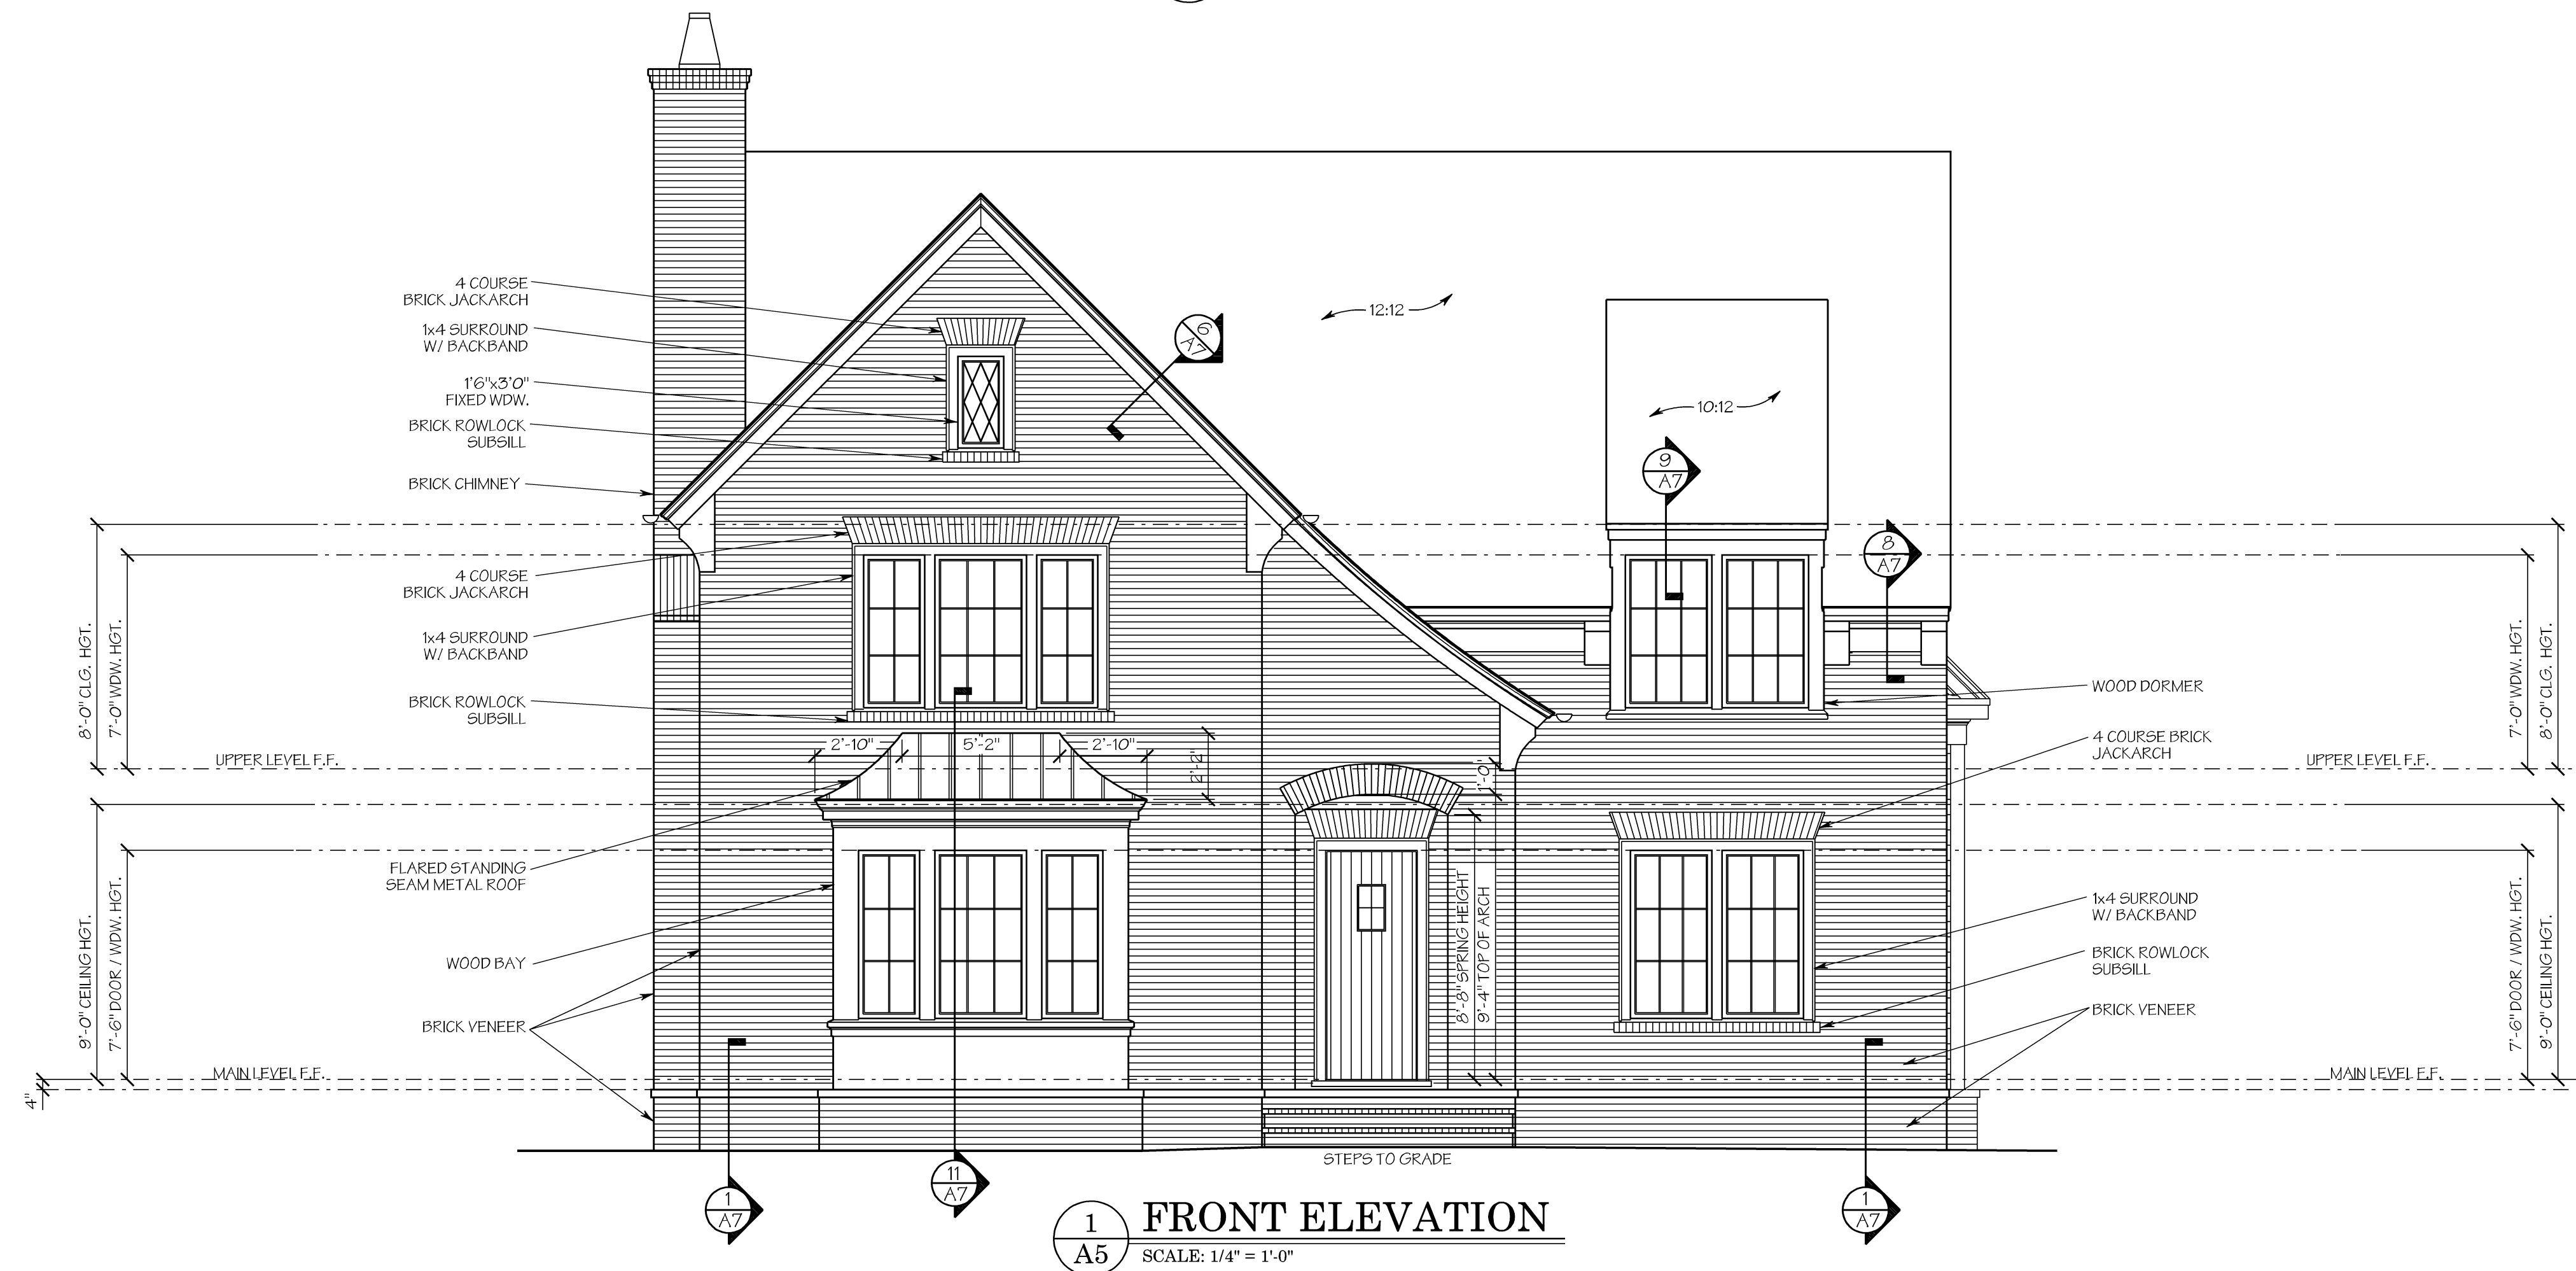 4 COURSE
BRICK JACKARCH
1x4 SURROUND
W/ BACKBAND
1'6"x3'0"
FIXED WDW.
BRICK ROWLOCK
SUBSILL
BRICK CHIMNEY
12:12
6
A7
10:12
9
A7
8
A7
4 COURSE
BRICK JACKARCH
1x4 SURROUND
W/ BACKBAND
BRICK ROWLOCK
SUBSILL
8'-0" CLG. HGT.
7'-0" WDW. HGT.
UPPER LEVEL F.F.
2'-10"
5'-2"
2'-10"
2'-2"
1'-0"
WOOD DORMER
4 COURSE BRICK
JACKARCH
7'-0" WDW. HGT.
8'-0" CLG. HGT.
UPPER LEVEL F.F.
FLARED STANDING
SEAM METAL ROOF
WOOD BAY
BRICK VENEER
9'-0" CEILING HGT.
7'-6" DOOR / WDW. HGT.
MAIN LEVEL F.F.
4"
8'-8" SPRING HEIGHT
9'-4" TOP OF ARCH
1x4 SURROUND
W/ BACKBAND
BRICK ROWLOCK
SUBSILL
BRICK VENEER
7'-6" DOOR / WDW. HGT.
9'-0" CEILING HGT.
MAIN LEVEL F.F.
STEPS TO GRADE
1
A7
11
A7
1
A7
1
A5
FRONT ELEVATION
SCALE: 1/4" = 1'-0"